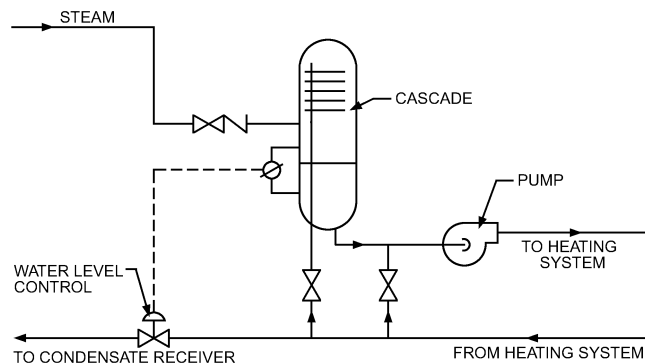 STEAM
CASCADE
PUMP
TO HEATING
SYSTEM
WATER LEVEL
CONTROL
TO CONDENSATE RECEIVER
FROM HEATING SYSTEM